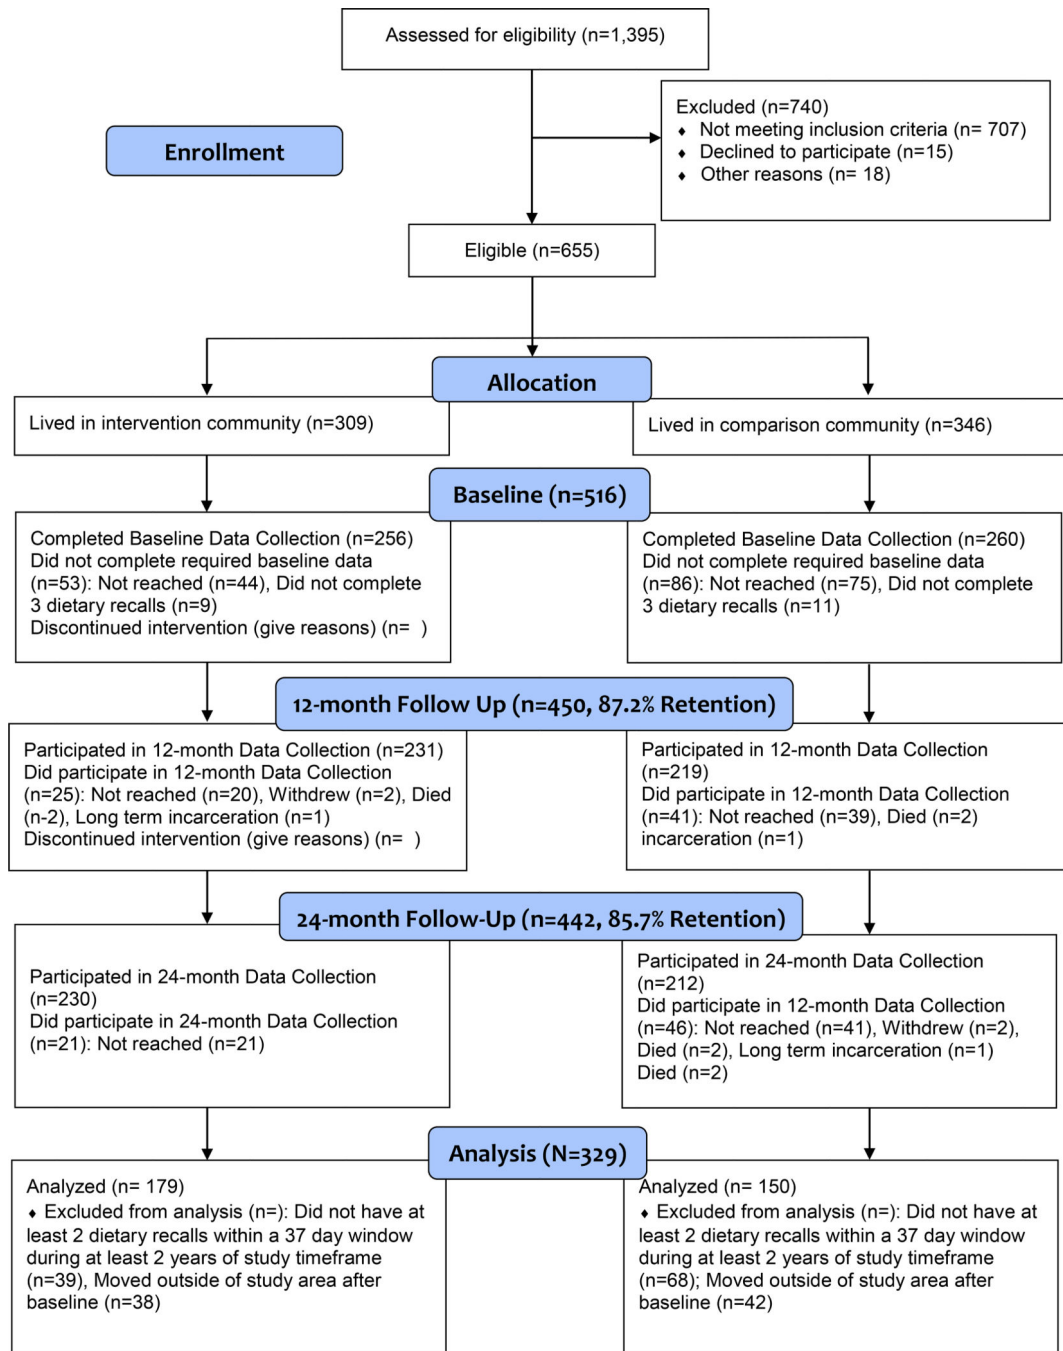 Assessed for eligibility (n=1,395)
Excluded (n=740)
♦ Not meeting inclusion criteria (n= 707)
♦ Declined to participate (n=15)
♦ Other reasons (n= 18)
Enrollment
Eligible (n=655)
Allocation
Lived in intervention community (n=309)
Lived in comparison community (n=346)
Baseline (n=516)
Completed Baseline Data Collection (n=256)
Did not complete required baseline data
(n=53): Not reached (n=44), Did not complete
3 dietary recalls (n=9)
Discontinued intervention (give reasons) (n= )
Completed Baseline Data Collection (n=260)
Did not complete required baseline data
(n=86): Not reached (n=75), Did not complete
3 dietary recalls (n=11)
12-month Follow Up (n=450, 87.2% Retention)
Participated in 12-month Data Collection (n=231)
Did participate in 12-month Data Collection
(n=25): Not reached (n=20), Withdrew (n=2), Died
(n-2), Long term incarceration (n=1)
Discontinued intervention (give reasons) (n= )
Participated in 12-month Data Collection
(n=219)
Did participate in 12-month Data Collection
(n=41): Not reached (n=39), Died (n=2)
incarceration (n=1)
24-month Follow-Up (n=442, 85.7% Retention)
Participated in 24-month Data Collection
(n=230)
Did participate in 24-month Data Collection
(n=21): Not reached (n=21)
Participated in 24-month Data Collection
(n=212)
Did participate in 12-month Data Collection
(n=46): Not reached (n=41), Withdrew (n=2),
Died (n=2), Long term incarceration (n=1)
Died (n=2)
Analysis (N=329)
Analyzed (n= 179)
♦ Excluded from analysis (n=): Did not have at
least 2 dietary recalls within a 37 day window
during at least 2 years of study timeframe
(n=39), Moved outside of study area after
baseline (n=38)
Analyzed (n= 150)
♦ Excluded from analysis (n=): Did not have at
least 2 dietary recalls within a 37 day window
during at least 2 years of study timeframe
(n=68); Moved outside of study area after
baseline (n=42)